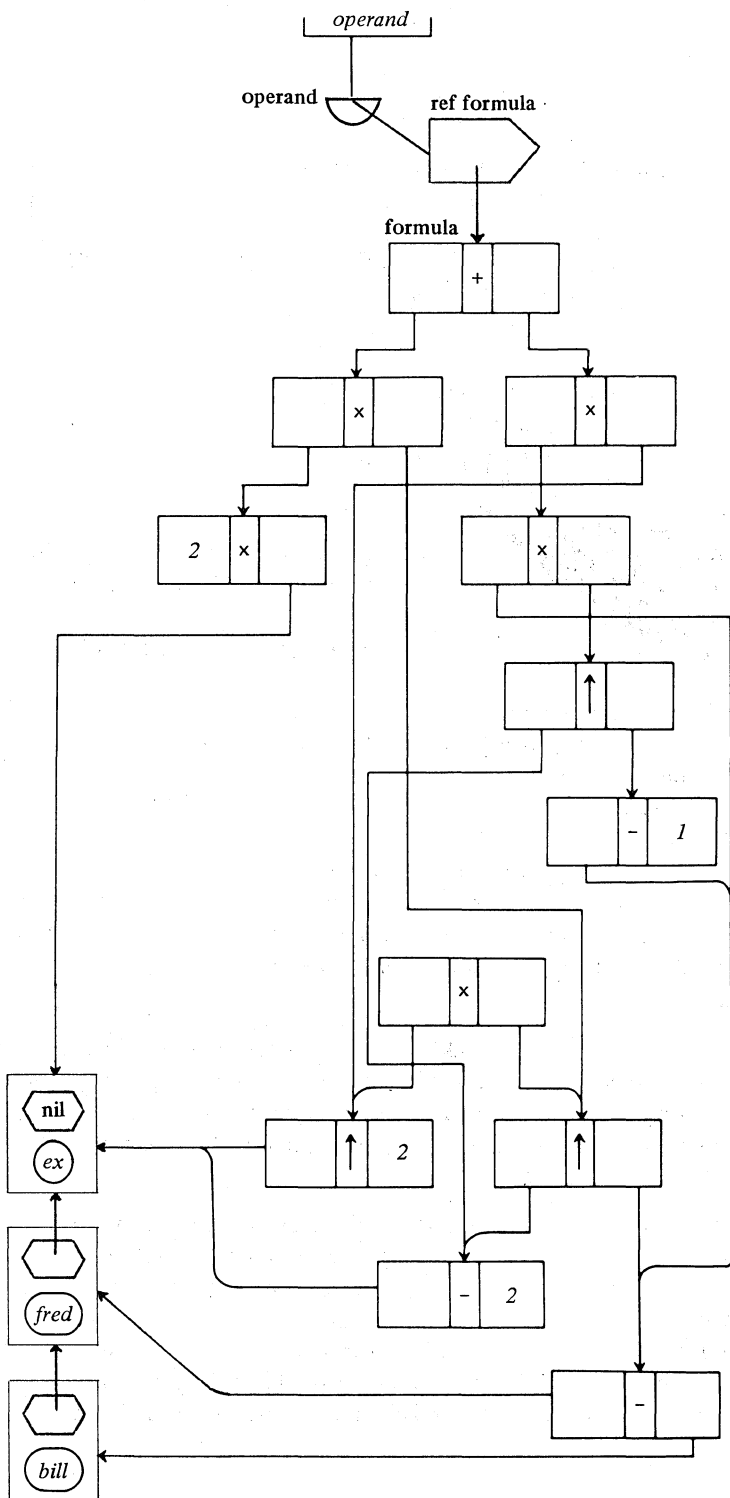 operand
operand
ref formula
formula
+
x
x
2 x
x
↑
- 1
x
nil
ex
↑ 2
↑
fred
- 2
-
bill